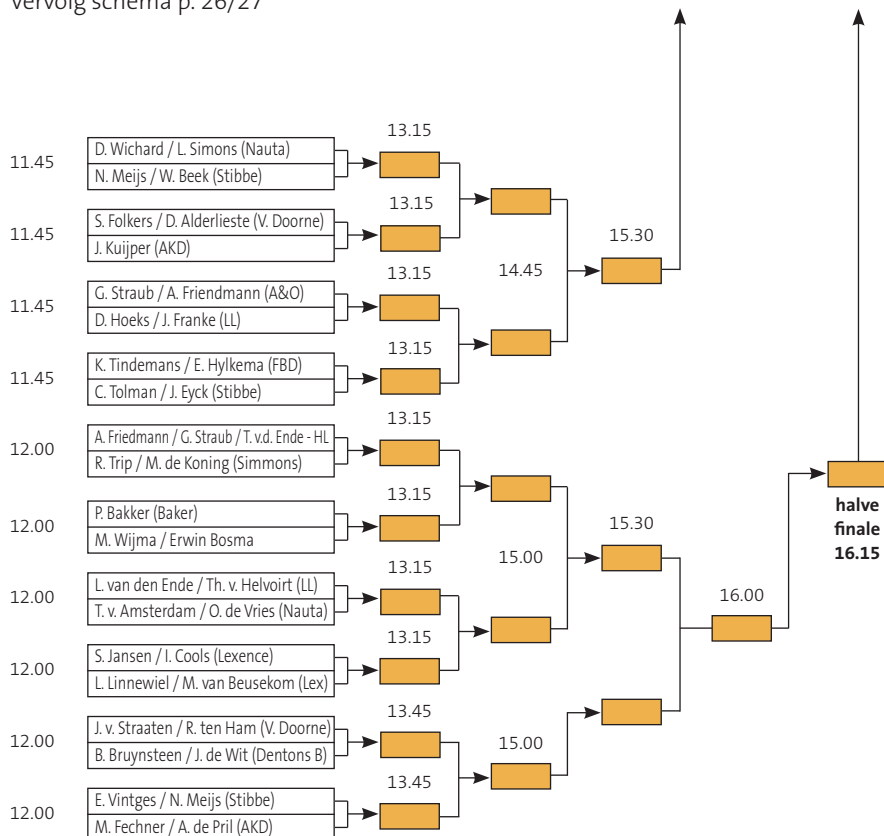 vervolg schema p. 26/27
13.15
11.45
D. Wichard / L. Simons (Nauta)
N. Meijs / W. Beek (Stibbe)
13.15
11.45
S. Folkers / D. Alderlieste (V. Doorne)
J. Kuijper (AKD)
15.30
14.45
13.15
11.45
G. Straub / A. Friendmann (A&O)
D. Hoeks / J. Franke (LL)
13.15
11.45
K. Tindemans / E. Hylkema (FBD)
C. Tolman / J. Eyck (Stibbe)
13.15
12.00
A. Friedmann / G. Straub / T. v.d. Ende - HL
R. Trip / M. de Koning (Simmons)
13.15
12.00
P. Bakker (Baker)
M. Wijma / Erwin Bosma
15.30
halve
finale
16.15
15.00
13.15
12.00
L. van den Ende / Th. v. Helvoirt (LL)
T. v. Amsterdam / O. de Vries (Nauta)
16.00
13.15
12.00
S. Jansen / I. Cools (Lexence)
L. Linnewiel / M. van Beusekom (Lex)
13.45
12.00
J. v. Straaten / R. ten Ham (V. Doorne)
B. Bruynsteen / J. de Wit (Dentons B)
15.00
13.45
12.00
E. Vintges / N. Meijs (Stibbe)
M. Fechner / A. de Pril (AKD)